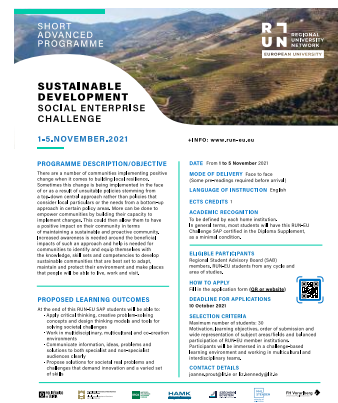 SHORT
ADVANCED
PROGRAMME
R
UN
REGIONAL
UNIVERSITY
NETWORK
EUROPEAN UNIVERSITY
SUSTAINABLE
DEVELOPMENT
SOCIAL ENTERPRISE
CHALLENGE
1-5.NOVEMBER.2021
+INFO: www.run-eu.eu
PROGRAMME DESCRIPTION/OBJECTIVE
There are a number of communities implementing positive
change when it comes to building local resilience.
Sometimes this change is being implemented in the face
of or as a result of unsuitable policies stemming from
a top-down central approach rather than policies that
consider local particulars or the needs from a bottom-up
approach in certain policy areas. More can be done to
empower communities by building their capacity to
implement changes. This could then allow them to have
a positive impact on their community in terms
of maintaining a sustainable and proactive community.
Increased awareness is needed around the beneficial
impacts of such an approach and help is needed for
communities to identify and equip themselves with
the knowledge, skill sets and competencies to develop
sustainable communities that are best set to adapt,
maintain and protect their environment and make places
that people will be able to live, work and visit.
PROPOSED LEARNING OUTCOMES
At the end of this RUN-EU SAP students will be able to:
• Apply critical thinking, creative problem-solving
concepts and design thinking models and tools for
solving societal challenges
• Work in multidisciplinary, multicultural and co-creation
environments
• Communicate information, ideas, problems and
solutions to both specialist and non-specialist
audiences clearly
• Propose solutions for societal real problems and
challenges that demand innovation and a varied set
of skills
DATE From 1 to 5 November 2021
MODE OF DELIVERY Face to face
(Some pre-readings required before arrival)
LANGUAGE OF INSTRUCTION English
ECTS CREDITS 1
ACADEMIC RECOGNITION
To be defined by each home institution.
In general terms, most students will have this RUN-EU
Challenge SAP certified in the Diploma Supplement,
as a minimal condition.
ELIGIBLE PARTICIPANTS
Regional Student Advisory Board (SAB)
members, RUN-EU students from any cycle and
area of studies.
HOW TO APPLY
Fill in the application form (QR or website)
DEADLINE FOR APPLICATIONS
10 October 2021
SELECTION CRITERIA
Maximum number of students: 30
Motivation, learning objectives, order of submission and
wide representation of subject areas/fields and balanced
participation of RUN-EU member institutions.
Participants will be immersed in a challenge-based
learning environment and working in multicultural and
interdisciplinary teams.
CONTACT DETAILS
HAMK
FH Vorarlberg